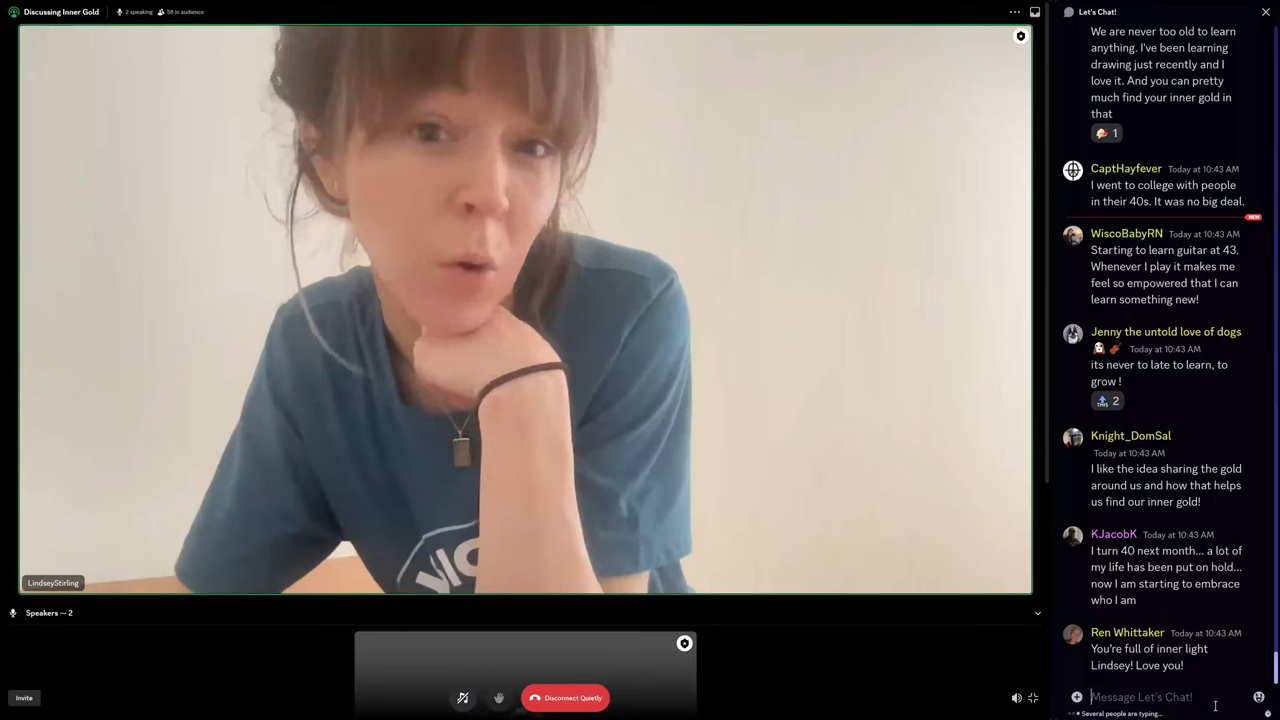 Discussing Inner Gold
2 speaking
58 in audience
Let's Chat!
We are never too old to learn
anything. I've been learning
drawing just recently and I
love it. And you can pretty
much find your inner gold in
that
1
CaptHayfever Today at 10:43 AM
I went to college with people
in their 40s. It was no big deal.
NEW
WiscoBabyRN Today at 10:43 AM
Starting to learn guitar at 43.
Whenever I play it makes me
feel so empowered that I can
learn something new!
Jenny the untold love of dogs
Today at 10:43 AM
its never to late to learn, to
grow !
THIS 2
Knight_DomSal
Today at 10:43 AM
I like the idea sharing the gold
around us and how that helps
us find our inner gold!
KJacobK Today at 10:43 AM
I turn 40 next month... a lot of
my life has been put on hold...
now I am starting to embrace
who I am
Ren Whittaker Today at 10:43 AM
You're full of inner light
Lindsey! Love you!
Message Let's Chat!
Several people are typing...
LindseyStirling
Speakers — 2
Invite
Disconnect Quietly